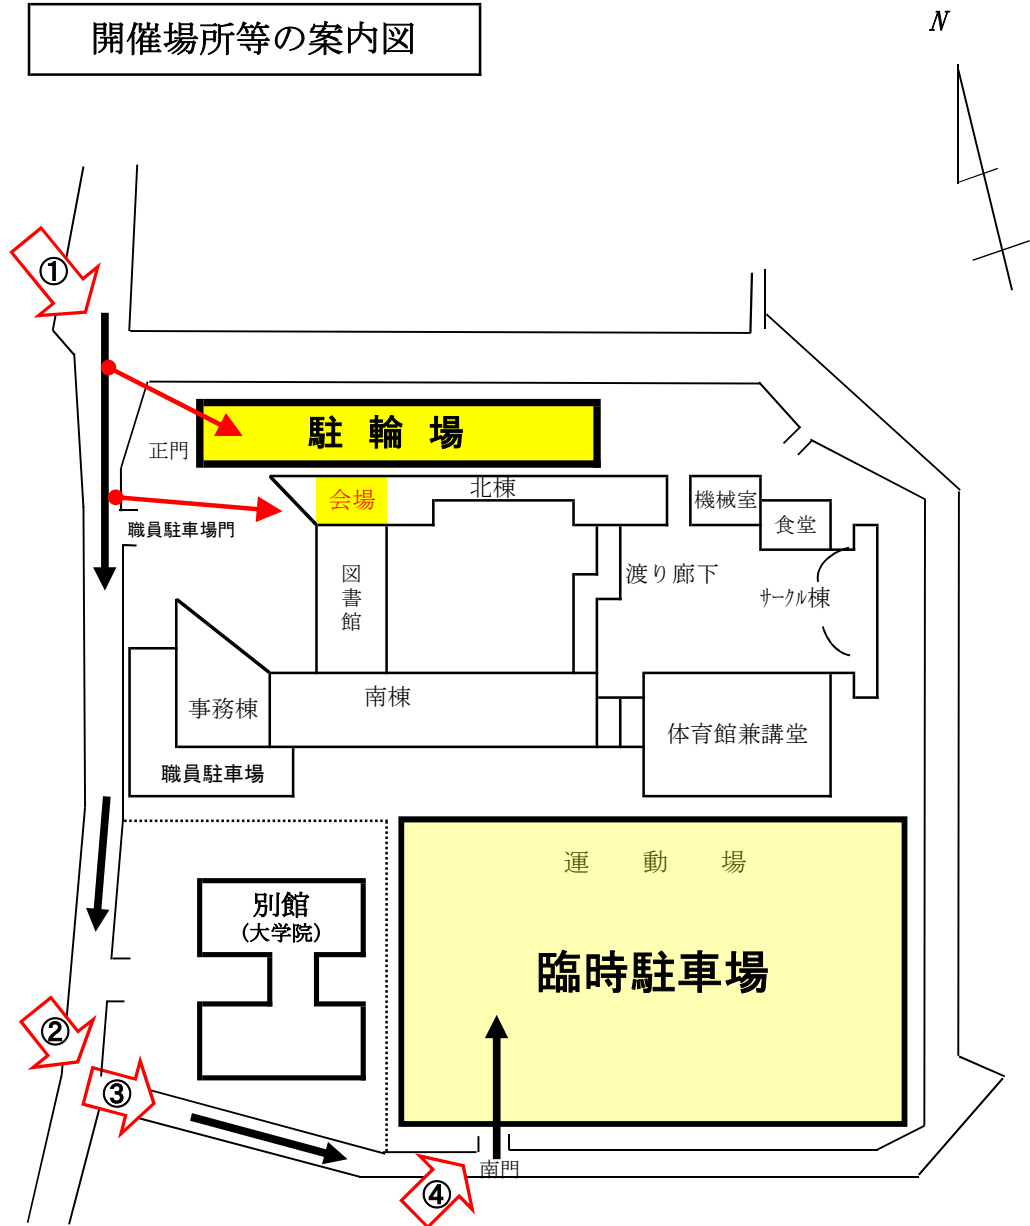 開催場所等の案内図
N
①
駐輪場
正門
会場
北棟
機械室
食堂
職員駐車場門
図書館
渡り廊下
サークル棟
事務棟
南棟
体育館兼講堂
職員駐車場
運動場
別館
(大学院)
臨時駐車場
②
③
南門
④